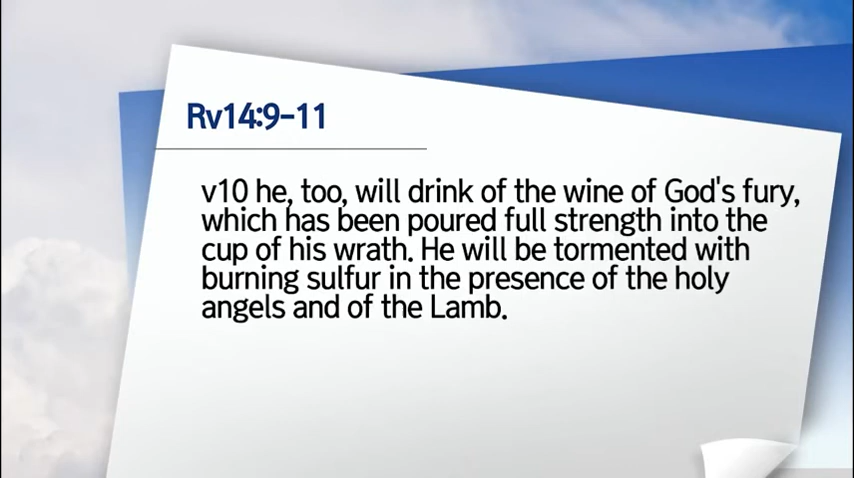 Rv14:9-11
v10 he, too, will drink of the wine of God's fury,
which has been poured full strength into the
cup of his wrath. He will be tormented with
burning sulfur in the presence of the holy
angels and of the Lamb.